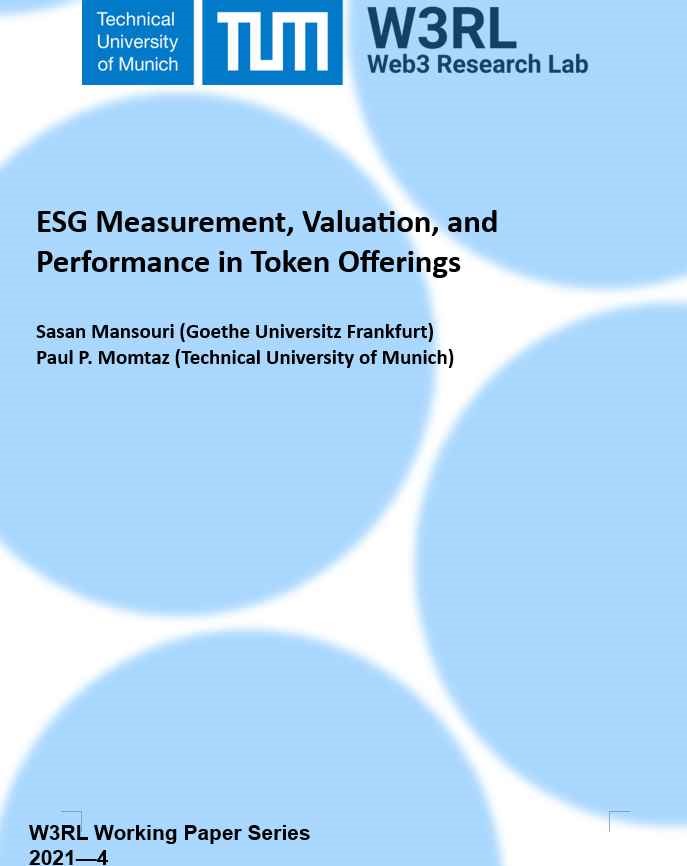 Technical
University
of Munich
TUM
W3RL
Web3 Research Lab
ESG Measurement, Valuation, and
Performance in Token Offerings
Sasan Mansouri (Goethe Universitz Frankfurt)
Paul P. Momtaz (Technical University of Munich)
W3RL Working Paper Series
2021—4